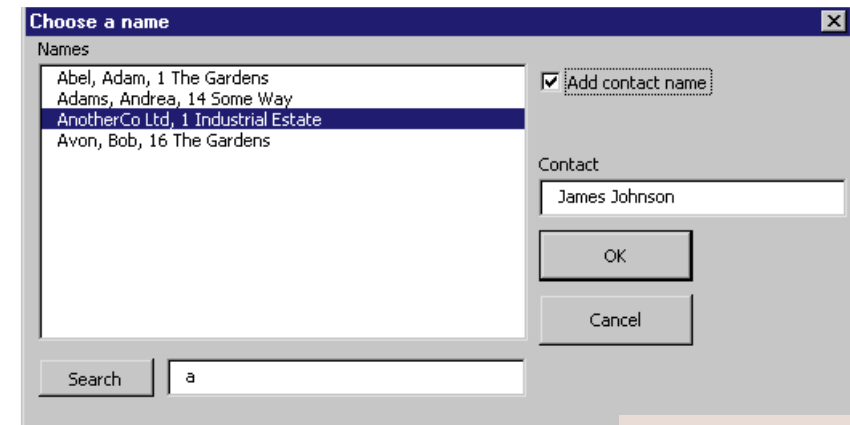 Choose a name
Names
Abel, Adam, 1 The Gardens
Adams, Andrea, 14 Some Way
AnotherCo Ltd, 1 Industrial Estate
Avon, Bob, 16 The Gardens
Add contact name
Contact
James Johnson
OK
Cancel
Search
a